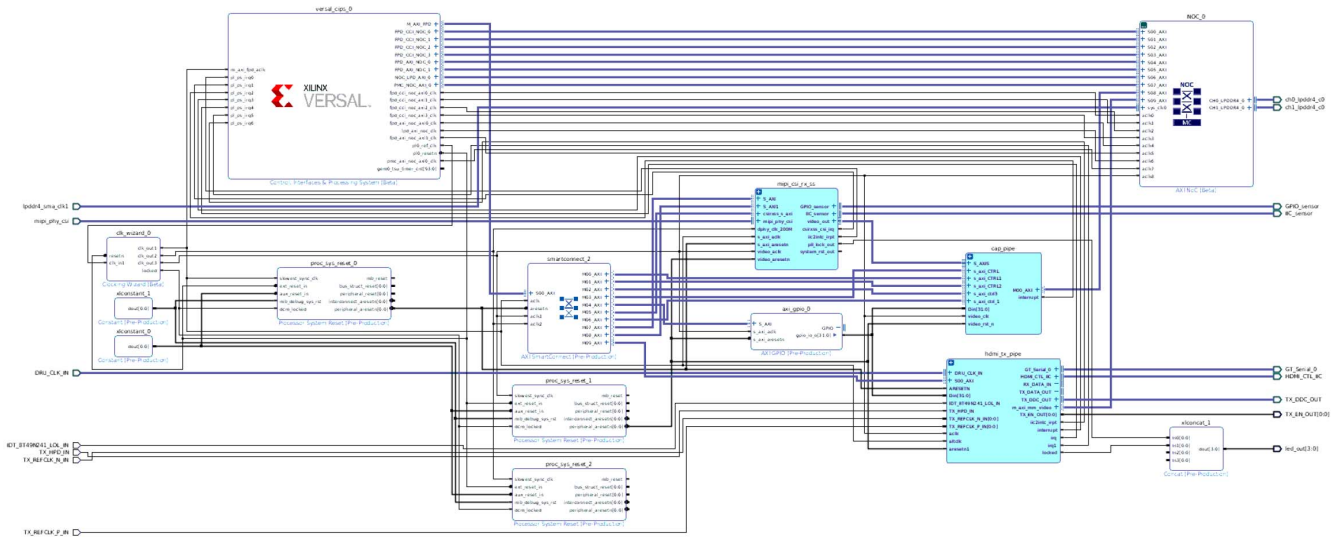 versal_cips_0
M_AXI_FPD
FPD_CCI_NOC_0
FPD_CCI_NOC_1
FPD_CCI_NOC_2
FPD_CCI_NOC_3
FPD_AXI_NOC_0
FPD_AXI_NOC_1
NOC_LPD_AXI_0
PMC_NOC_AXI_0
m_axi_fpd_aclk
pl_ps_irq0
pl_ps_irq1
pl_ps_irq2
pl_ps_irq3
pl_ps_irq4
pl0_ref_clk
pl0_resetn
XILINX
VERSAL
Control, Interfaces & Processing System (Beta)
NOC_0
S00_AXI
S01_AXI
S02_AXI
S03_AXI
S04_AXI
S05_AXI
S06_AXI
S07_AXI
S08_AXI
S09_AXI
sys_clk0
aclk0
aclk1
aclk2
aclk3
aclk4
aclk5
aclk6
aclk7
aclk8
NOC
MC
CH0_LPDDR4_0
CH1_LPDDR4_0
AXI NoC (Beta)
ch0_lpddr4_c0
ch1_lpddr4_c0
lpddr4_sma_clk1
mipi_phy_csi
mipi_csi_rx_ss
S_AXI
S_AXI1
csirxss_s_axi
mipi_phy_csi
dphy_clk_200M
s_axi_aclk
s_axi_aresetn
video_aclk
video_aresetn
GPIO_sensor
IIC_sensor
video_out
csirxss_csi_irq
iic2intc_irpt
pll_lock_out
system_rst_out
GPIO_sensor
IIC_sensor
clk_wizard_0
resetn
clk_in1
clk_out1
clk_out2
clk_out3
locked
Clocking Wizard (Beta)
xlconstant_1
dout[0:0]
Constant (Pre-Production)
xlconstant_0
dout[0:0]
Constant (Pre-Production)
proc_sys_reset_0
slowest_sync_clk
ext_reset_in
aux_reset_in
mb_debug_sys_rst
dcm_locked
mb_reset
bus_struct_reset[0:0]
peripheral_reset[0:0]
interconnect_aresetn[0:0]
peripheral_aresetn[0:0]
Processor System Reset (Pre-Production)
smartconnect_2
S00_AXI
aclk
aresetn
aclk1
aclk2
M00_AXI
M01_AXI
M02_AXI
M03_AXI
M04_AXI
M05_AXI
M06_AXI
M07_AXI
M08_AXI
M09_AXI
AXI SmartConnect (Pre-Production)
axi_gpio_0
S_AXI
s_axi_aclk
s_axi_aresetn
GPIO
gpio_io_o[31:0]
AXI GPIO (Pre-Production)
cap_pipe
S_AXIS
s_axi_CTRL
s_axi_CTRL1
s_axi_CTRL2
s_axi_ctrl3
s_axi_ctrl_1
Din[31:0]
video_clk
video_rst_n
M00_AXI
interrupt
hdmi_tx_pipe
DRU_CLK_IN
S00_AXI
ARESETN
Din[31:0]
IDT_8T49N241_LOL_IN
TX_HPD_IN
TX_REFCLK_N_IN[0:0]
TX_REFCLK_P_IN[0:0]
aclk
altclk
aresetn1
GT_Serial_0
HDMI_CTL_IIC
RX_DATA_IN
TX_DATA_OUT
TX_DDC_OUT
m_axi_mm_video
TX_EN_OUT[0:0]
iic2intc_irpt
interrupt
irq
irq1
locked
GT_Serial_0
HDMI_CTL_IIC
TX_DDC_OUT
TX_EN_OUT[0:0]
DRU_CLK_IN
proc_sys_reset_1
slowest_sync_clk
ext_reset_in
aux_reset_in
mb_debug_sys_rst
dcm_locked
mb_reset
bus_struct_reset[0:0]
peripheral_reset[0:0]
interconnect_aresetn[0:0]
peripheral_aresetn[0:0]
Processor System Reset (Pre-Production)
xlconcat_1
In0[0:0]
In1[0:0]
In2[0:0]
In3[0:0]
dout[3:0]
Concat (Pre-Production)
led_out[3:0]
IDT_8T49N241_LOL_IN
TX_HPD_IN
TX_REFCLK_N_IN
proc_sys_reset_2
slowest_sync_clk
ext_reset_in
aux_reset_in
mb_debug_sys_rst
dcm_locked
mb_reset
bus_struct_reset[0:0]
peripheral_reset[0:0]
interconnect_aresetn[0:0]
peripheral_aresetn[0:0]
Processor System Reset (Pre-Production)
TX_REFCLK_P_IN